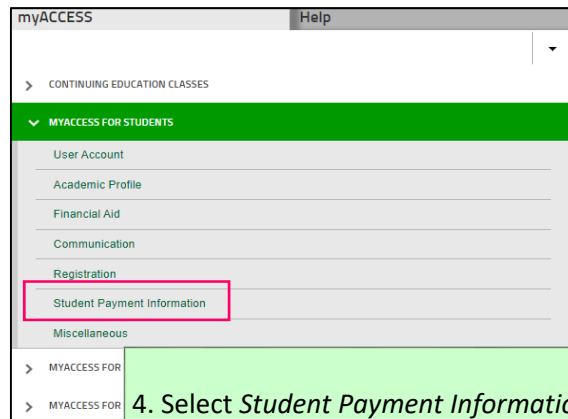 myACCESS Help
CONTINUING EDUCATION CLASSES
MYACCESS FOR STUDENTS
User Account
Academic Profile
Financial Aid
Communication
Registration
Student Payment Information
Miscellaneous
MYACCESS FOR
MYACCESS FOR
4. Select Student Payment Informatio